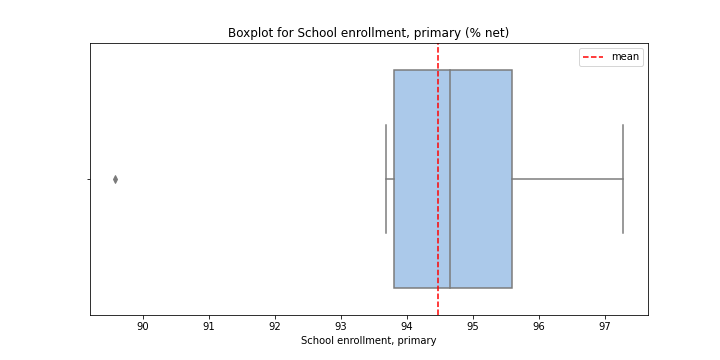 Boxplot for School enrollment, primary (% net)
mean
90 91 92 93 94 95 96 97
School enrollment, primary